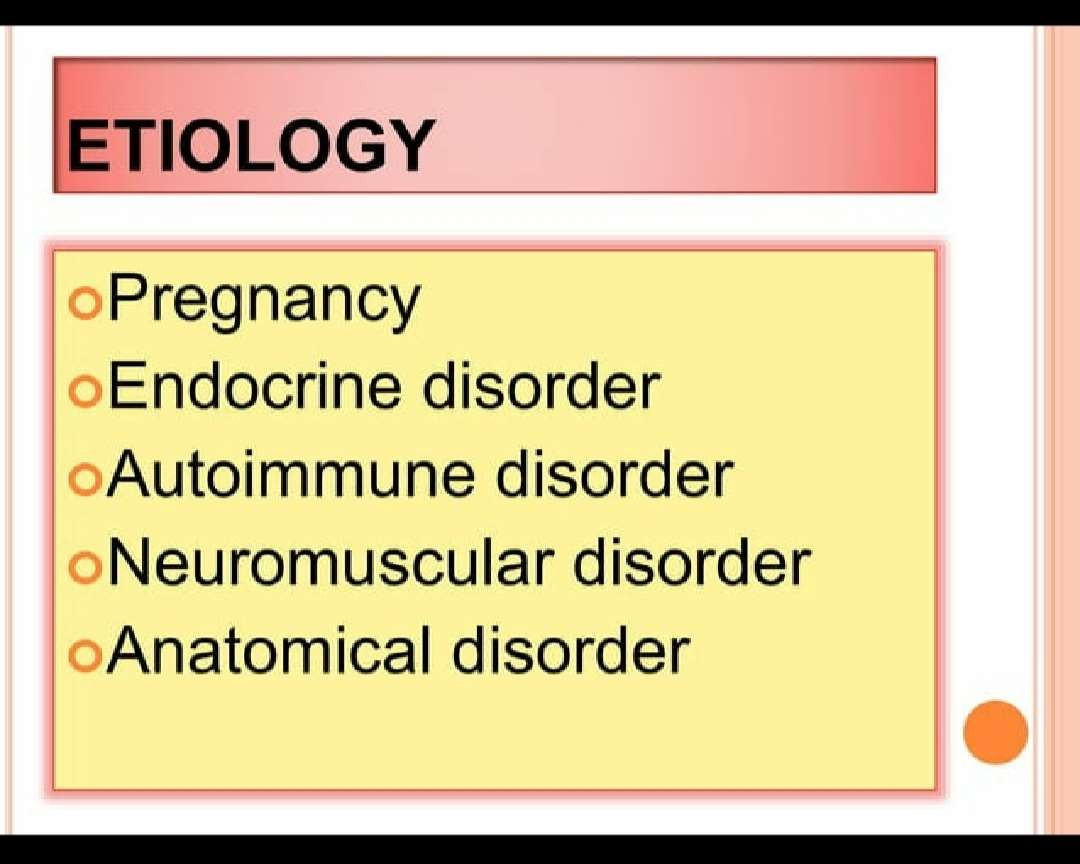 ETIOLOGY
Pregnancy
Endocrine disorder
Autoimmune disorder
Neuromuscular disorder
Anatomical disorder